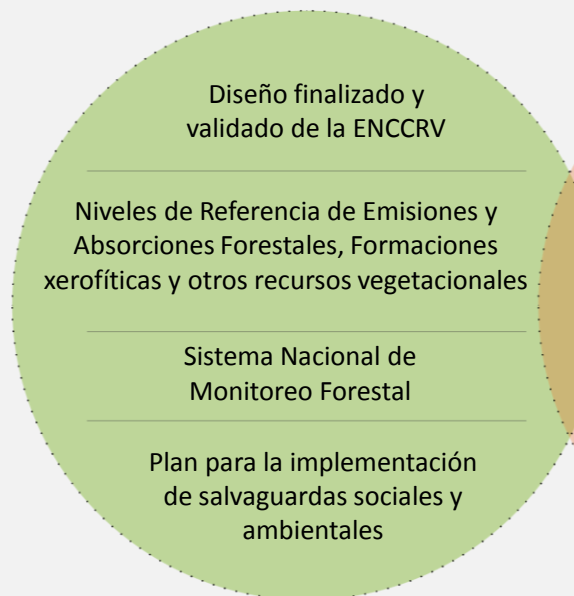 Diseño finalizado y
validado de la ENCCRV
Niveles de Referencia de Emisiones y
Absorciones Forestales, Formaciones
xerofíticas y otros recursos vegetacionales
Sistema Nacional de
Monitoreo Forestal
Plan para la implementación
de salvaguardas sociales y
ambientales